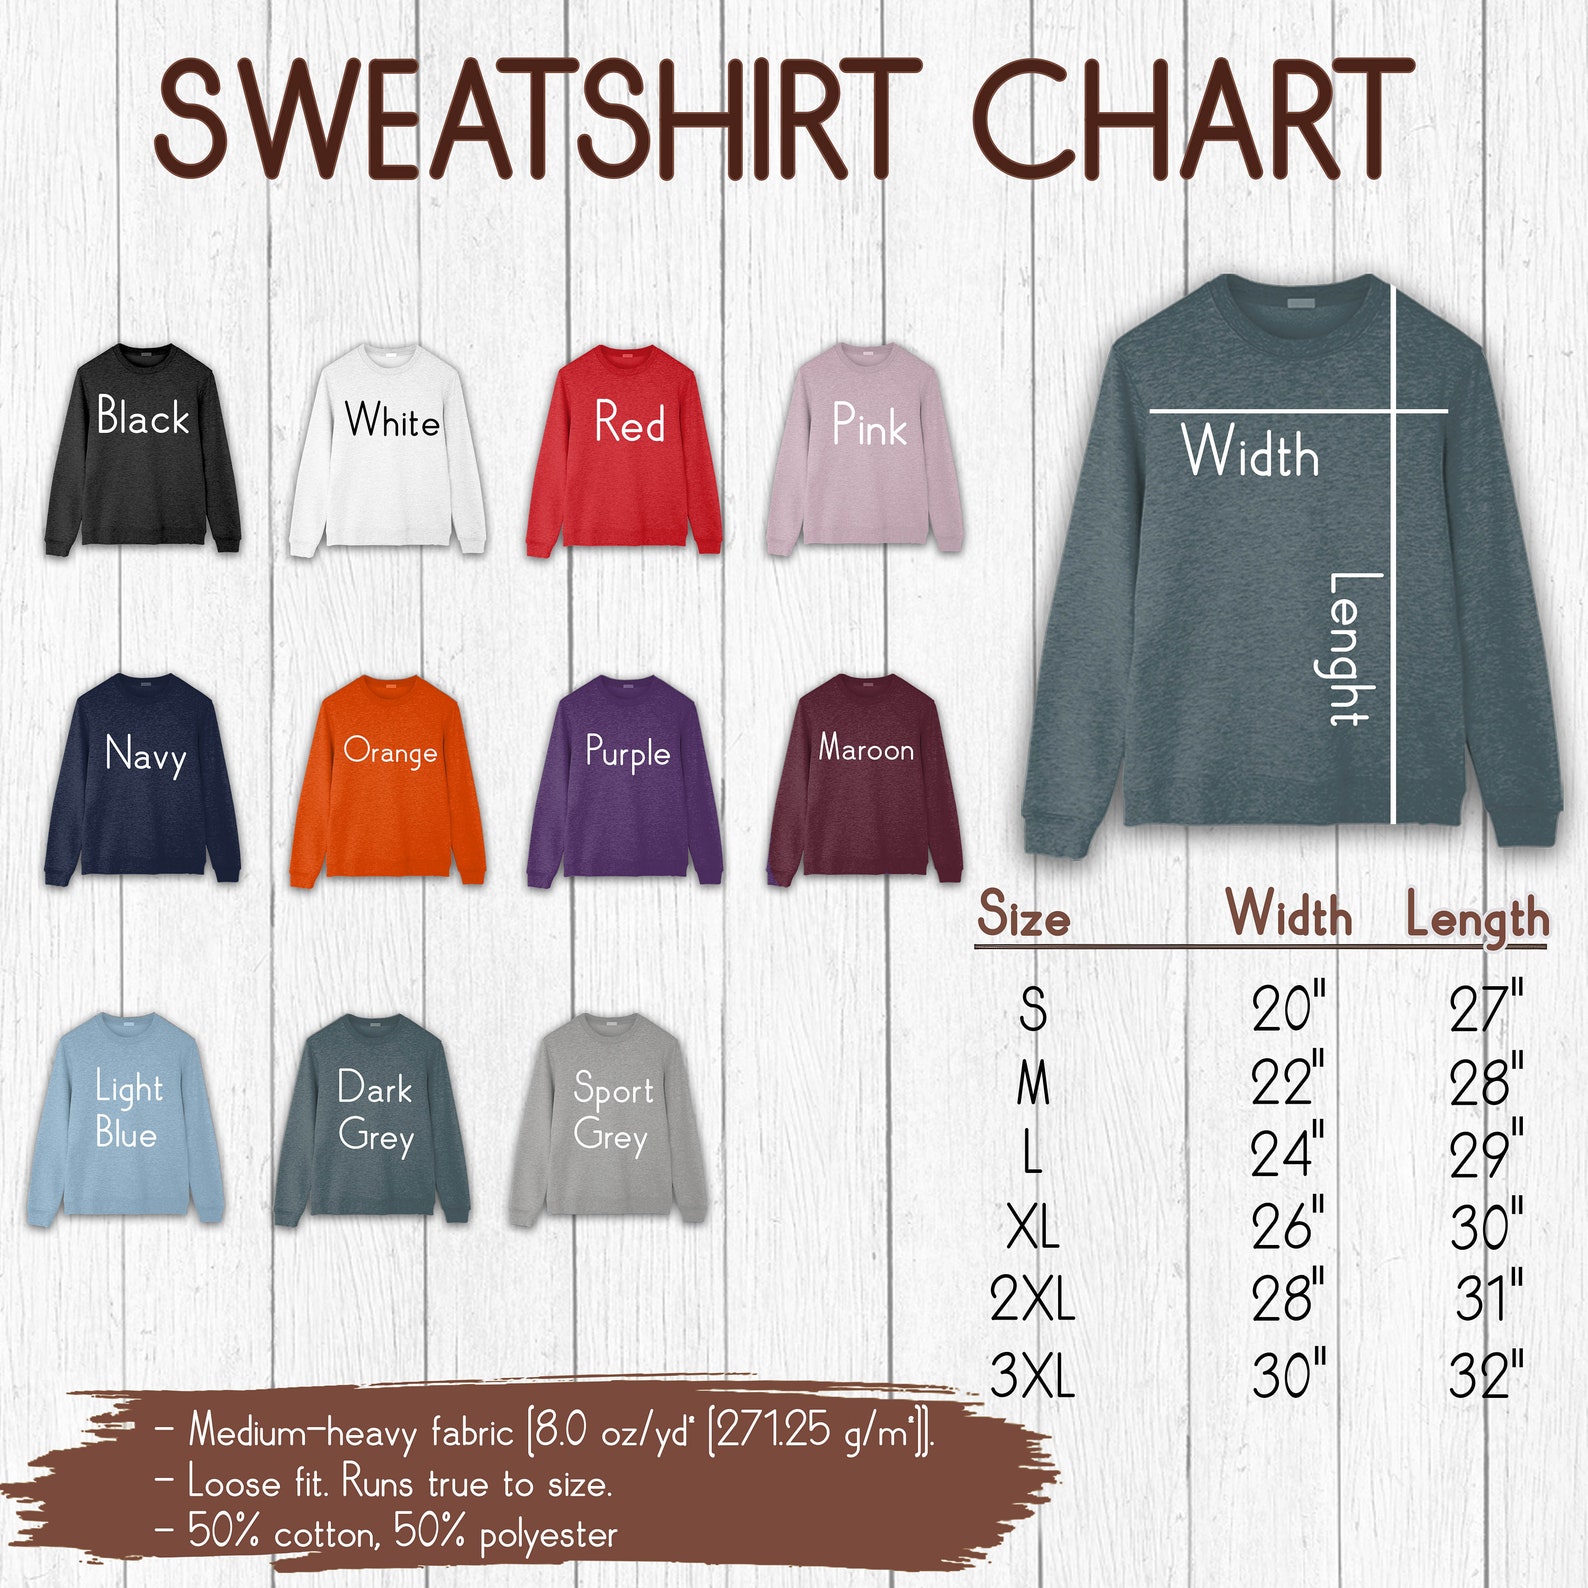 SWEATSHIRT CHART
Black
White
Red
Pink
Width
Lenght
Navy
Orange
Purple
Maroon
Light
Blue
Dark
Grey
Sport
Grey
Size Width Length
S 20" 27"
M 22" 28"
L 24" 29"
XL 26" 30"
2XL 28" 31"
3XL 30" 32"
- Medium-heavy fabric (8.0 oz/yd² (271.25 g/m²)).
- Loose fit. Runs true to size.
- 50% cotton, 50% polyester